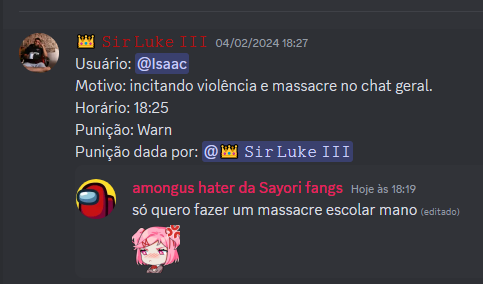 👑 Sir Luke III 04/02/2024 18:27
Usuário: @Isaac
Motivo: incitando violência e massacre no chat geral.
Horário: 18:25
Punição: Warn
Punição dada por: @👑 Sir Luke III
amongus hater da Sayori fangs Hoje às 18:19
só quero fazer um massacre escolar mano (editado)